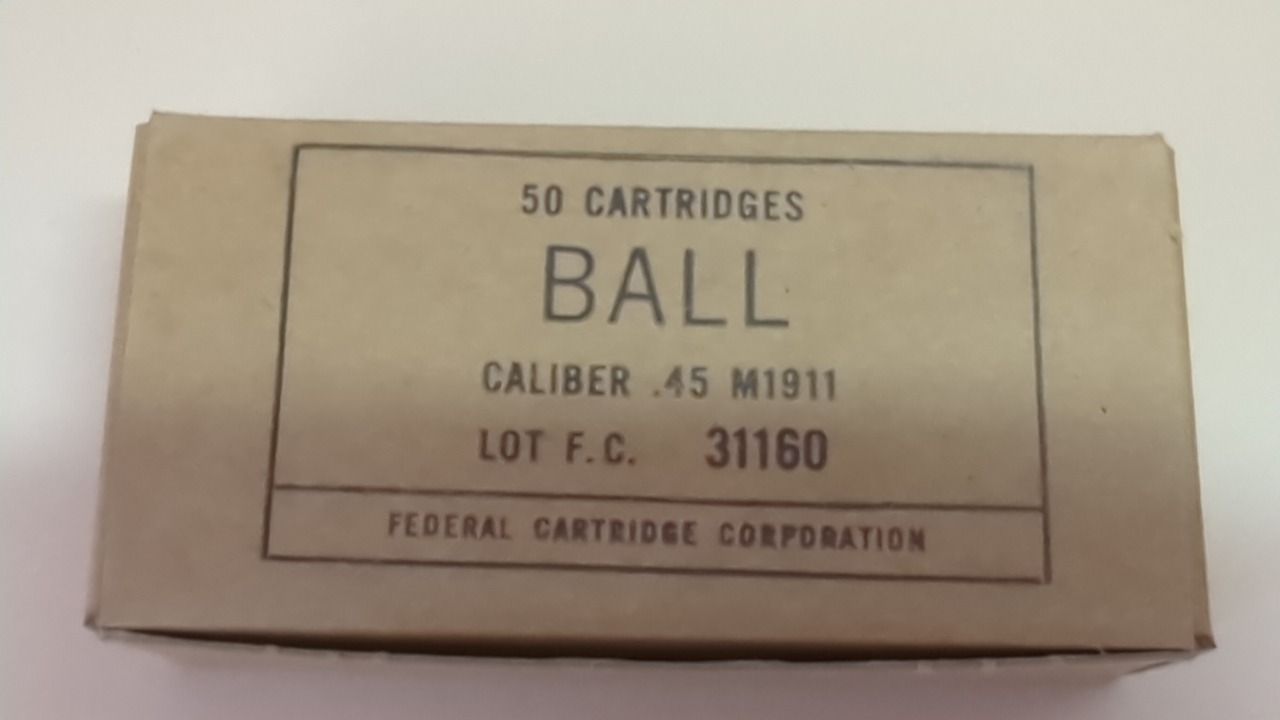 50 CARTRIDGES
BALL
CALIBER .45 M1911
LOT F.C. 31160
FEDERAL CARTRIDGE CORPORATION